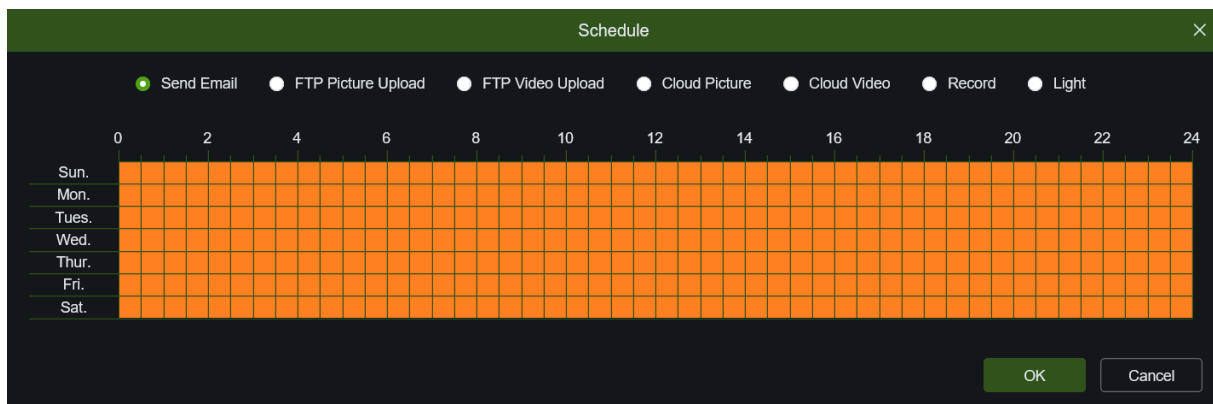 Schedule
Send Email FTP Picture Upload FTP Video Upload Cloud Picture Cloud Video Record Light
0 2 4 6 8 10 12 14 16 18 20 22 24
Sun.
Mon.
Tues.
Wed.
Thur.
Fri.
Sat.
OK Cancel